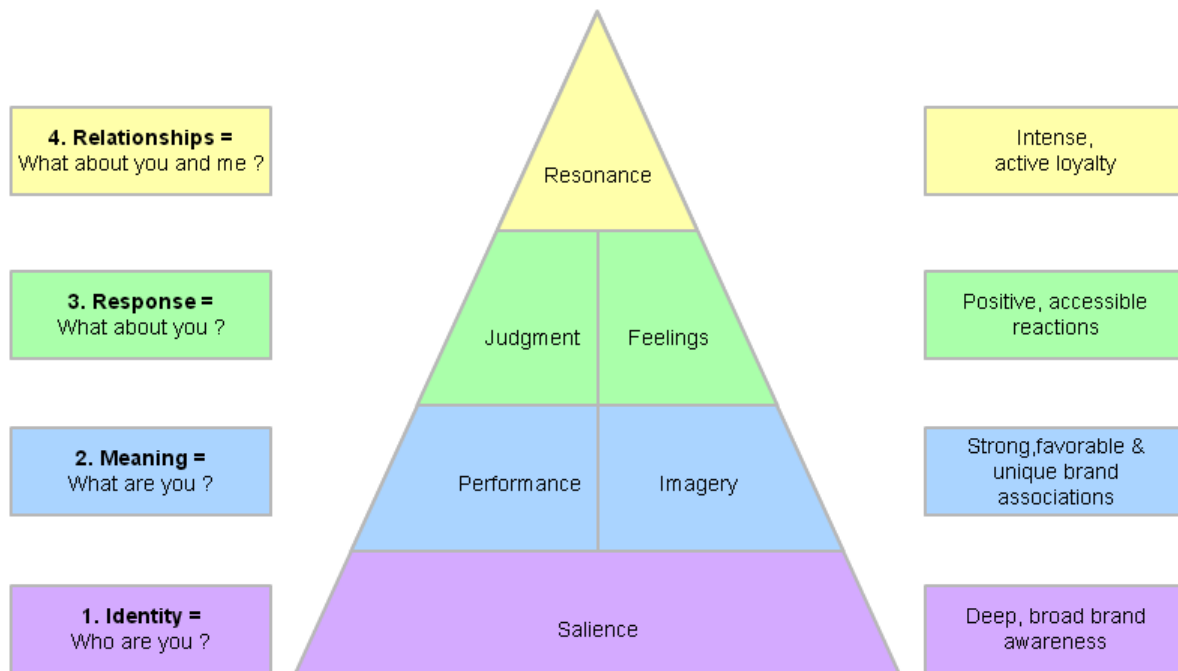 4. Relationships =
What about you and me ?
Resonance
Intense,
active loyalty
3. Response =
What about you ?
Judgment
Feelings
Positive, accessible
reactions
2. Meaning =
What are you ?
Performance
Imagery
Strong,favorable &
unique brand
associations
1. Identity =
Who are you ?
Salience
Deep, broad brand
awareness